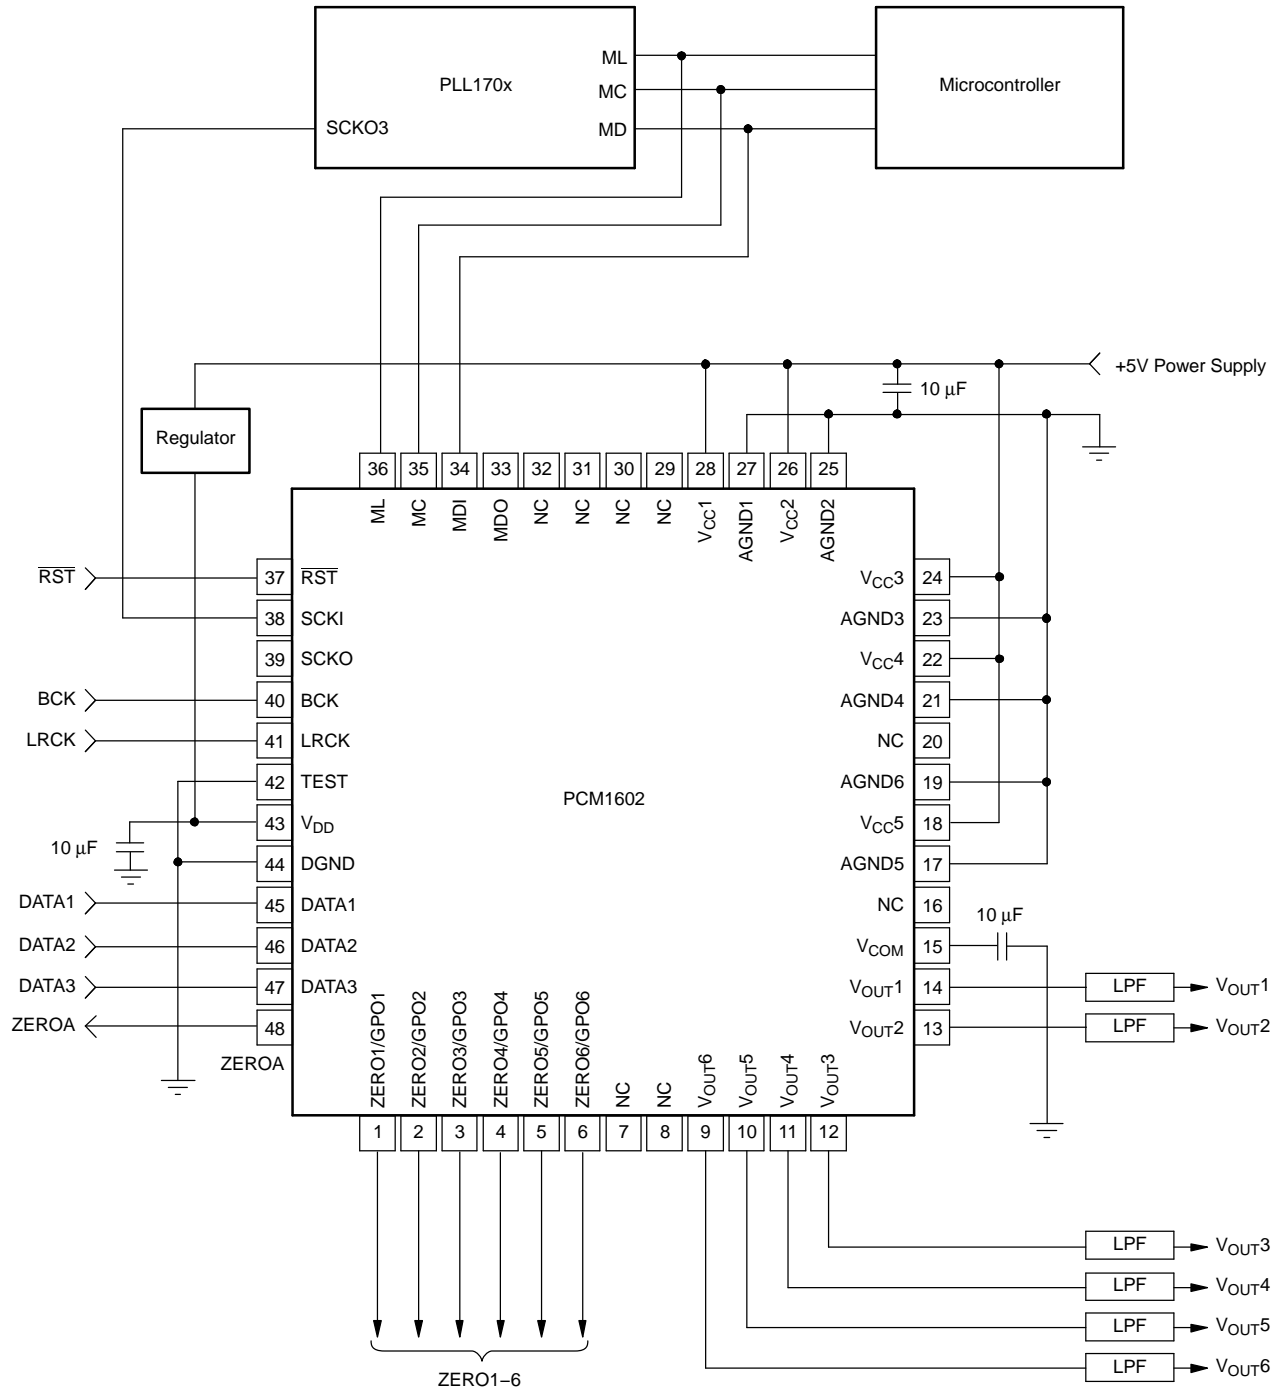 PLL170x
ML
MC
MD
SCKO3
Microcontroller
+5V Power Supply
10 μF
Regulator
36 35 34 33 32 31 30 29 28 27 26 25
ML MC MDI MDO NC NC NC NC VCC1 AGND1 VCC2 AGND2
RST 37 RST
38 SCKI
39 SCKO
BCK 40 BCK
LRCK 41 LRCK
42 TEST
43 VDD
10 μF
44 DGND
DATA1 45 DATA1
DATA2 46 DATA2
DATA3 47 DATA3
ZEROA 48
ZEROA
PCM1602
VCC3 24
AGND3 23
VCC4 22
AGND4 21
NC 20
AGND6 19
VCC5 18
AGND5 17
NC 16
10 μF
VCOM 15
VOUT1 14 LPF VOUT1
VOUT2 13 LPF VOUT2
ZERO1/GPO1 ZERO2/GPO2 ZERO3/GPO3 ZERO4/GPO4 ZERO5/GPO5 ZERO6/GPO6 NC NC VOUT6 VOUT5 VOUT4 VOUT3
1 2 3 4 5 6 7 8 9 10 11 12
LPF VOUT3
LPF VOUT4
LPF VOUT5
LPF VOUT6
ZERO1–6